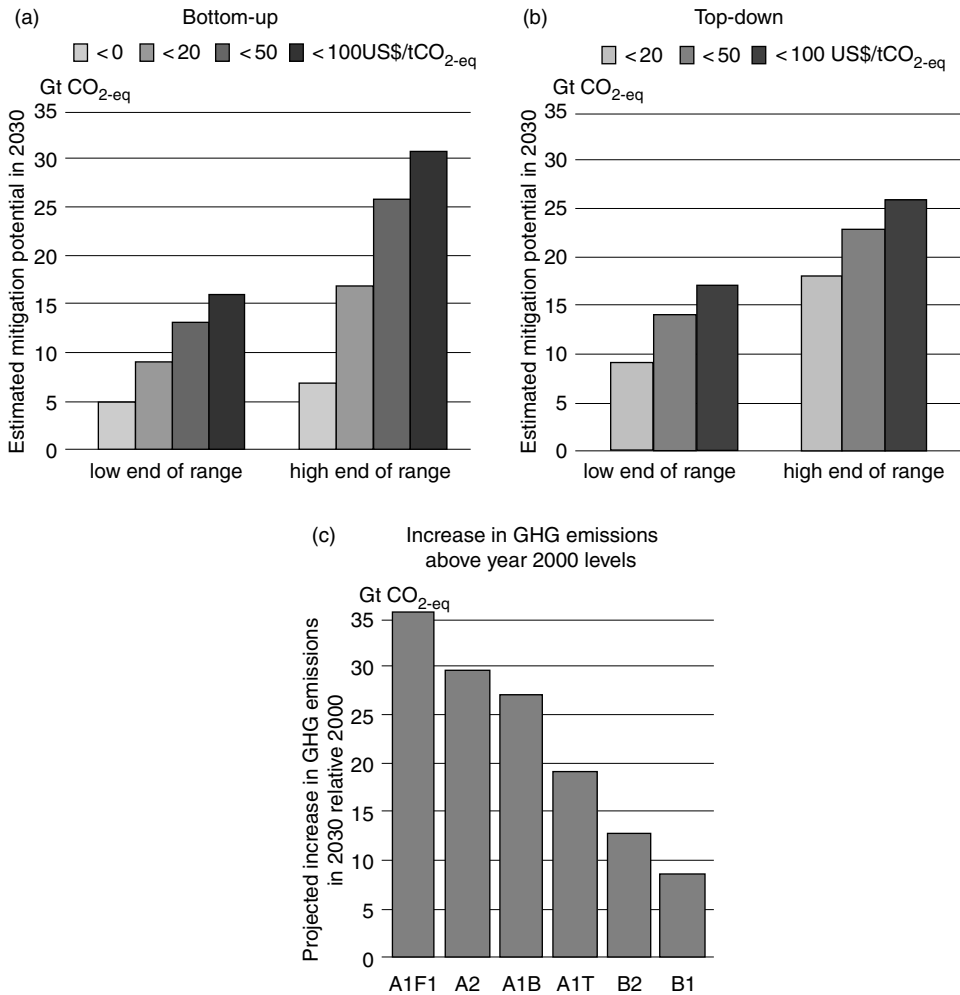 (a) Bottom-up
<0 <20 <50 <100US$/tCO2-eq
Gt CO2-eq
Estimated mitigation potential in 2030
35
30
25
20
15
10
5
0
low end of range high end of range
(b) Top-down
<20 <50 <100 US$/tCO2-eq
Gt CO2-eq
Estimated mitigation potential in 2030
35
30
25
20
15
10
5
0
low end of range high end of range
(c) Increase in GHG emissions
above year 2000 levels
Gt CO2-eq
Projected increase in GHG emissions
in 2030 relative 2000
35
30
25
20
15
10
5
0
A1F1 A2 A1B A1T B2 B1